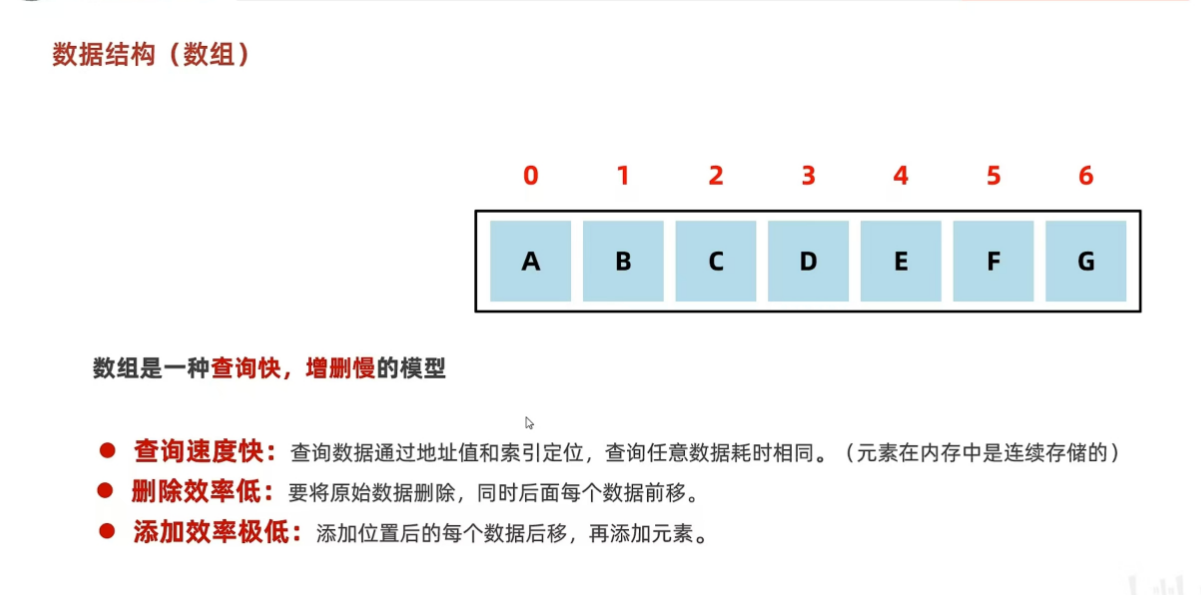 数据结构（数组）
0 1 2 3 4 5 6
A B C D E F G
数组是一种查询快，增删慢的模型
● 查询速度快：查询数据通过地址值和索引定位，查询任意数据耗时相同。（元素在内存中是连续存储的）
● 删除效率低：要将原始数据删除，同时后面每个数据前移。
● 添加效率极低：添加位置后的每个数据后移，再添加元素。